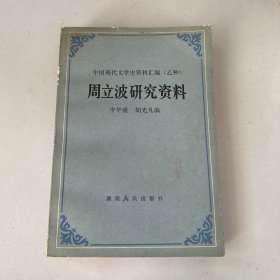 中国现代文学史资料汇编（乙种）
周立波研究资料
李华盛 胡光凡编
湖南人民出版社